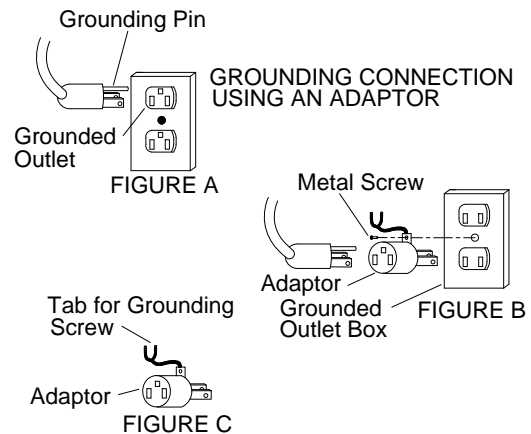 Grounding Pin
GROUNDING CONNECTION
USING AN ADAPTOR
Grounded
Outlet
FIGURE A
Metal Screw
Adaptor
Grounded
Outlet Box
FIGURE B
Tab for Grounding
Screw
Adaptor
FIGURE C